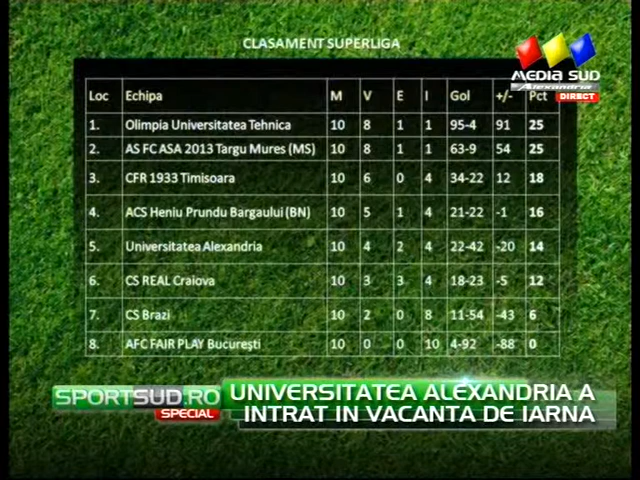 CLASAMENT SUPERLIGA
MEDIA SUD
Alexandria
DIRECT
Loc Echipa M V E I Gol +/- Pct
1. Olimpia Universitatea Tehnica 10 8 1 1 95-4 91 25
2. AS FC ASA 2013 Targu Mures (MS) 10 8 1 1 63-9 54 25
3. CFR 1933 Timisoara 10 6 0 4 34-22 12 18
4. ACS Heniu Prundu Bargaului (BN) 10 5 1 4 21-22 -1 16
5. Universitatea Alexandria 10 4 2 4 22-42 -20 14
6. CS REAL Craiova 10 3 3 4 18-23 -5 12
7. CS Brazi 10 2 0 8 11-54 -43 6
8. AFC FAIR PLAY Bucureşti 10 0 0 10 4-92 -88 0
SPORTSUD.RO
SPECIAL
UNIVERSITATEA ALEXANDRIA A
INTRAT IN VACANTA DE IARNA